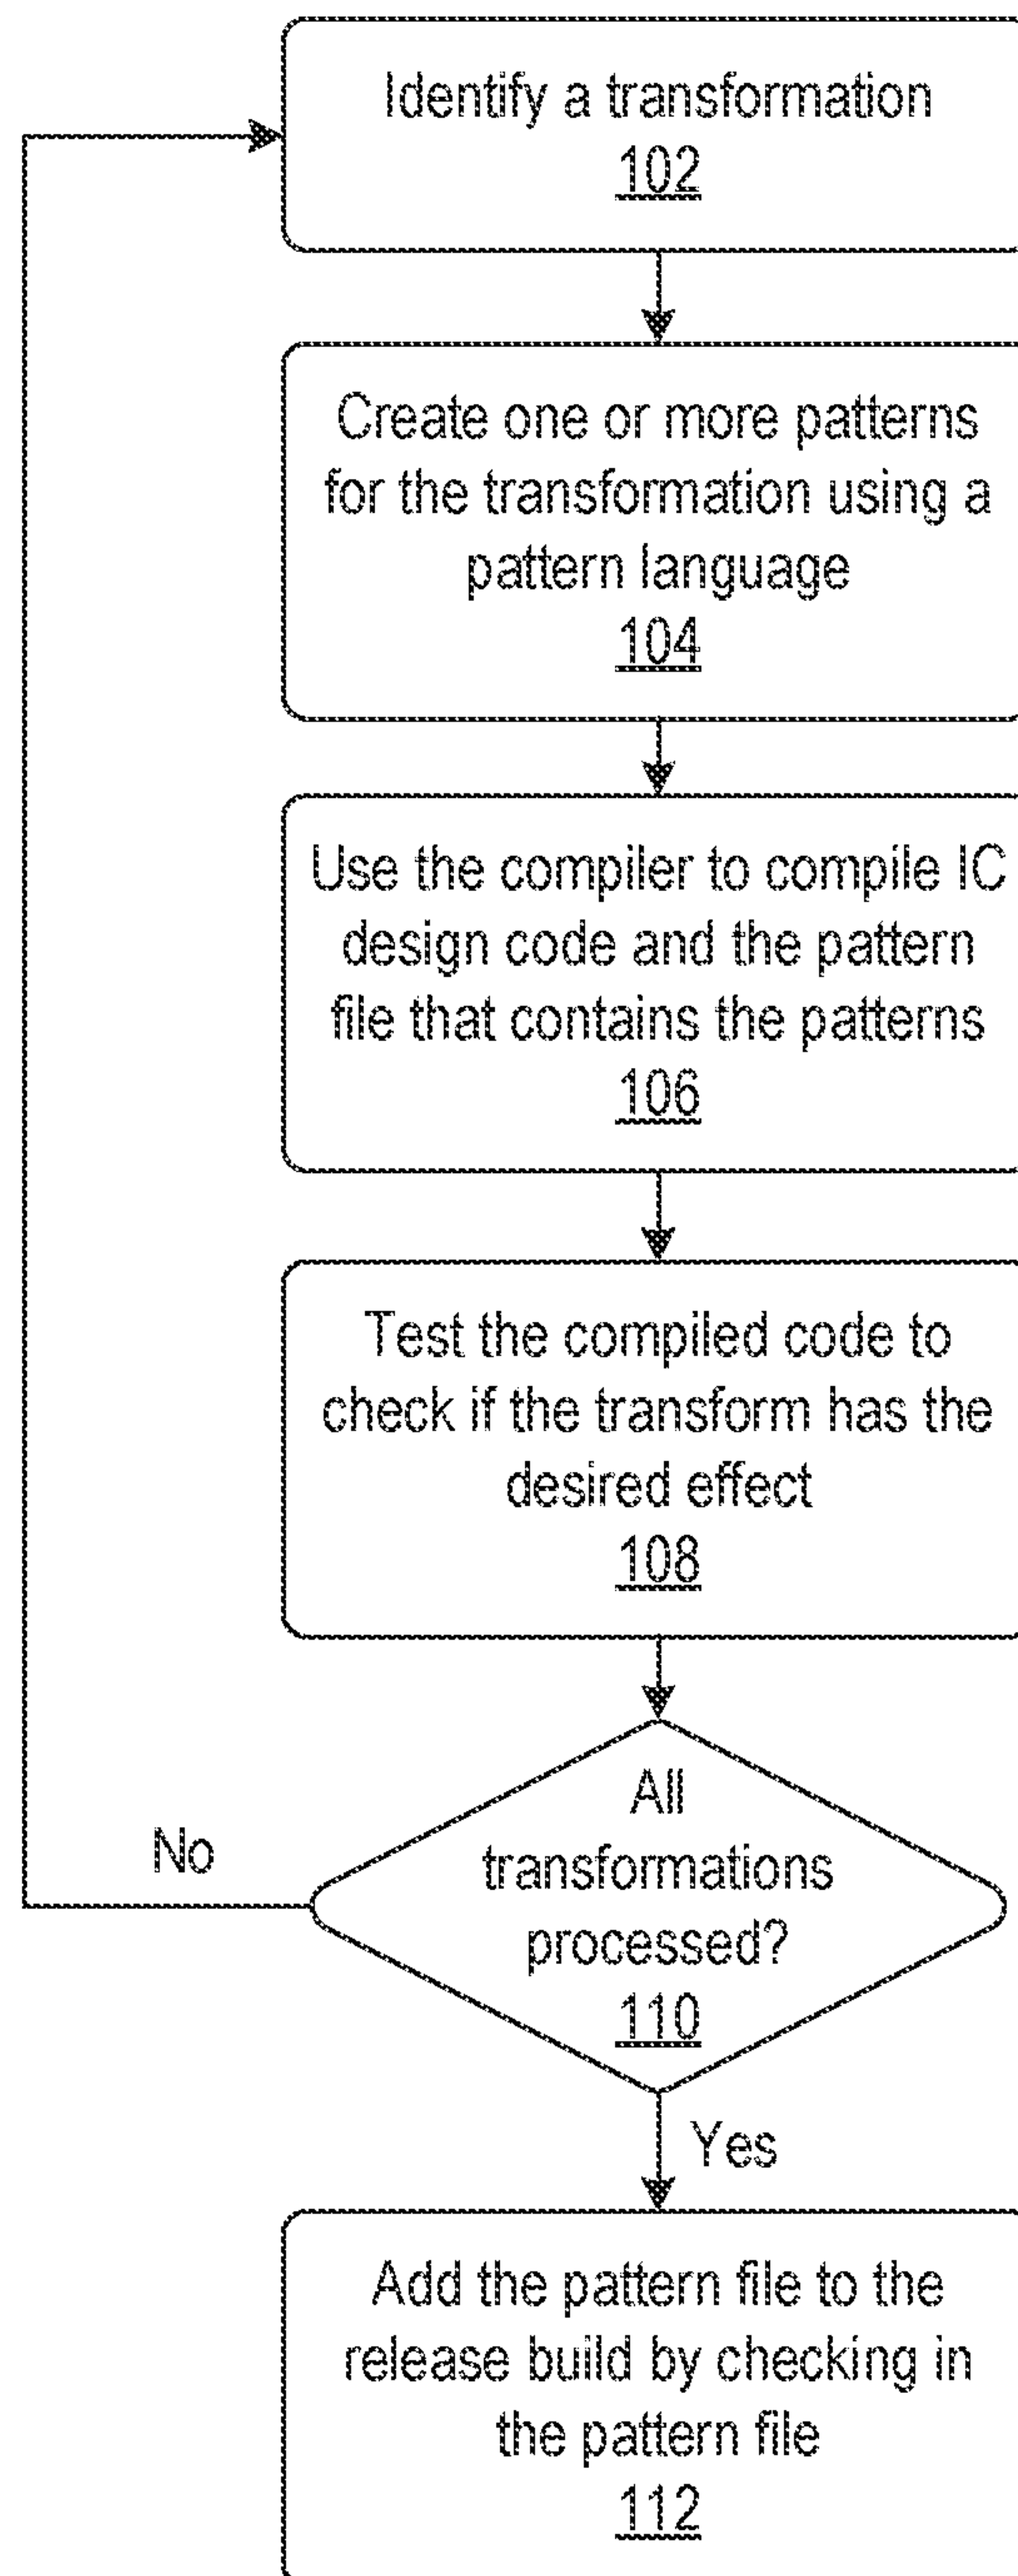 Identify a transformation
102
Create one or more patterns
for the transformation using a
pattern language
104
Use the compiler to compile IC
design code and the pattern
file that contains the patterns
106
Test the compiled code to
check if the transform has the
desired effect
108
All
transformations
processed?
110
No
Yes
Add the pattern file to the
release build by checking in
the pattern file
112